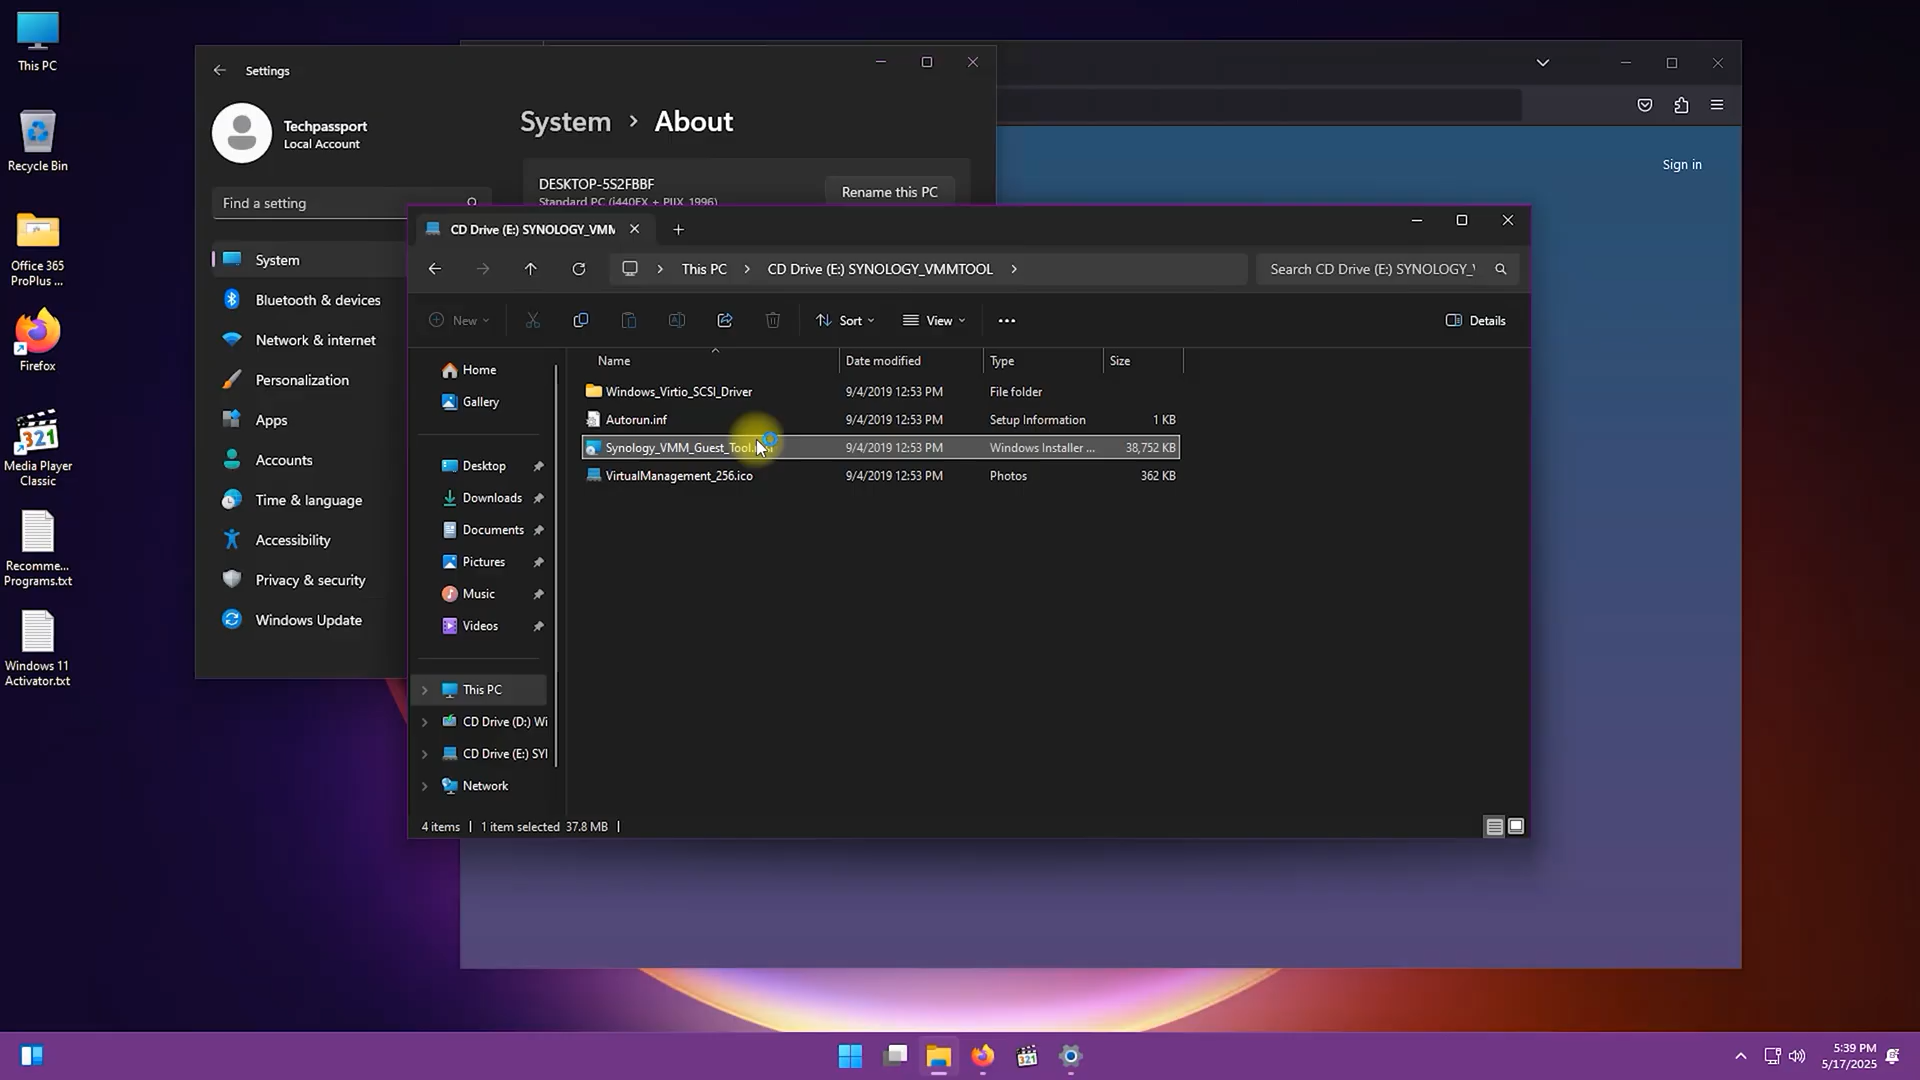 This PC
Recycle Bin
Office 365
ProPlus ...
Firefox
Media Player
Classic
Recomme...
Programs.txt
Windows 11
Activator.txt
Settings
Techpassport
Local Account
Find a setting
System
Bluetooth & devices
Network & internet
Personalization
Apps
Accounts
Time & language
Accessibility
Privacy & security
Windows Update
System > About
DESKTOP-5S2FBBF
Standard PC (i440FX + PIIX, 1996)
Rename this PC
Sign in
CD Drive (E:) SYNOLOGY_VMM
This PC > CD Drive (E:) SYNOLOGY_VMMTOOL >
Search CD Drive (E:) SYNOLOGY_
New
Sort
View
Details
Home
Gallery
Desktop
Downloads
Documents
Pictures
Music
Videos
This PC
CD Drive (D:) Wi
CD Drive (E:) SYI
Network
Name Date modified Type Size
Windows_Virtio_SCSI_Driver 9/4/2019 12:53 PM File folder
Autorun.inf 9/4/2019 12:53 PM Setup Information 1 KB
Synology_VMM_Guest_Tool 9/4/2019 12:53 PM Windows Installer ... 38,752 KB
VirtualManagement_256.ico 9/4/2019 12:53 PM Photos 362 KB
4 items | 1 item selected 37.8 MB |
321
5:39 PM
5/17/2025